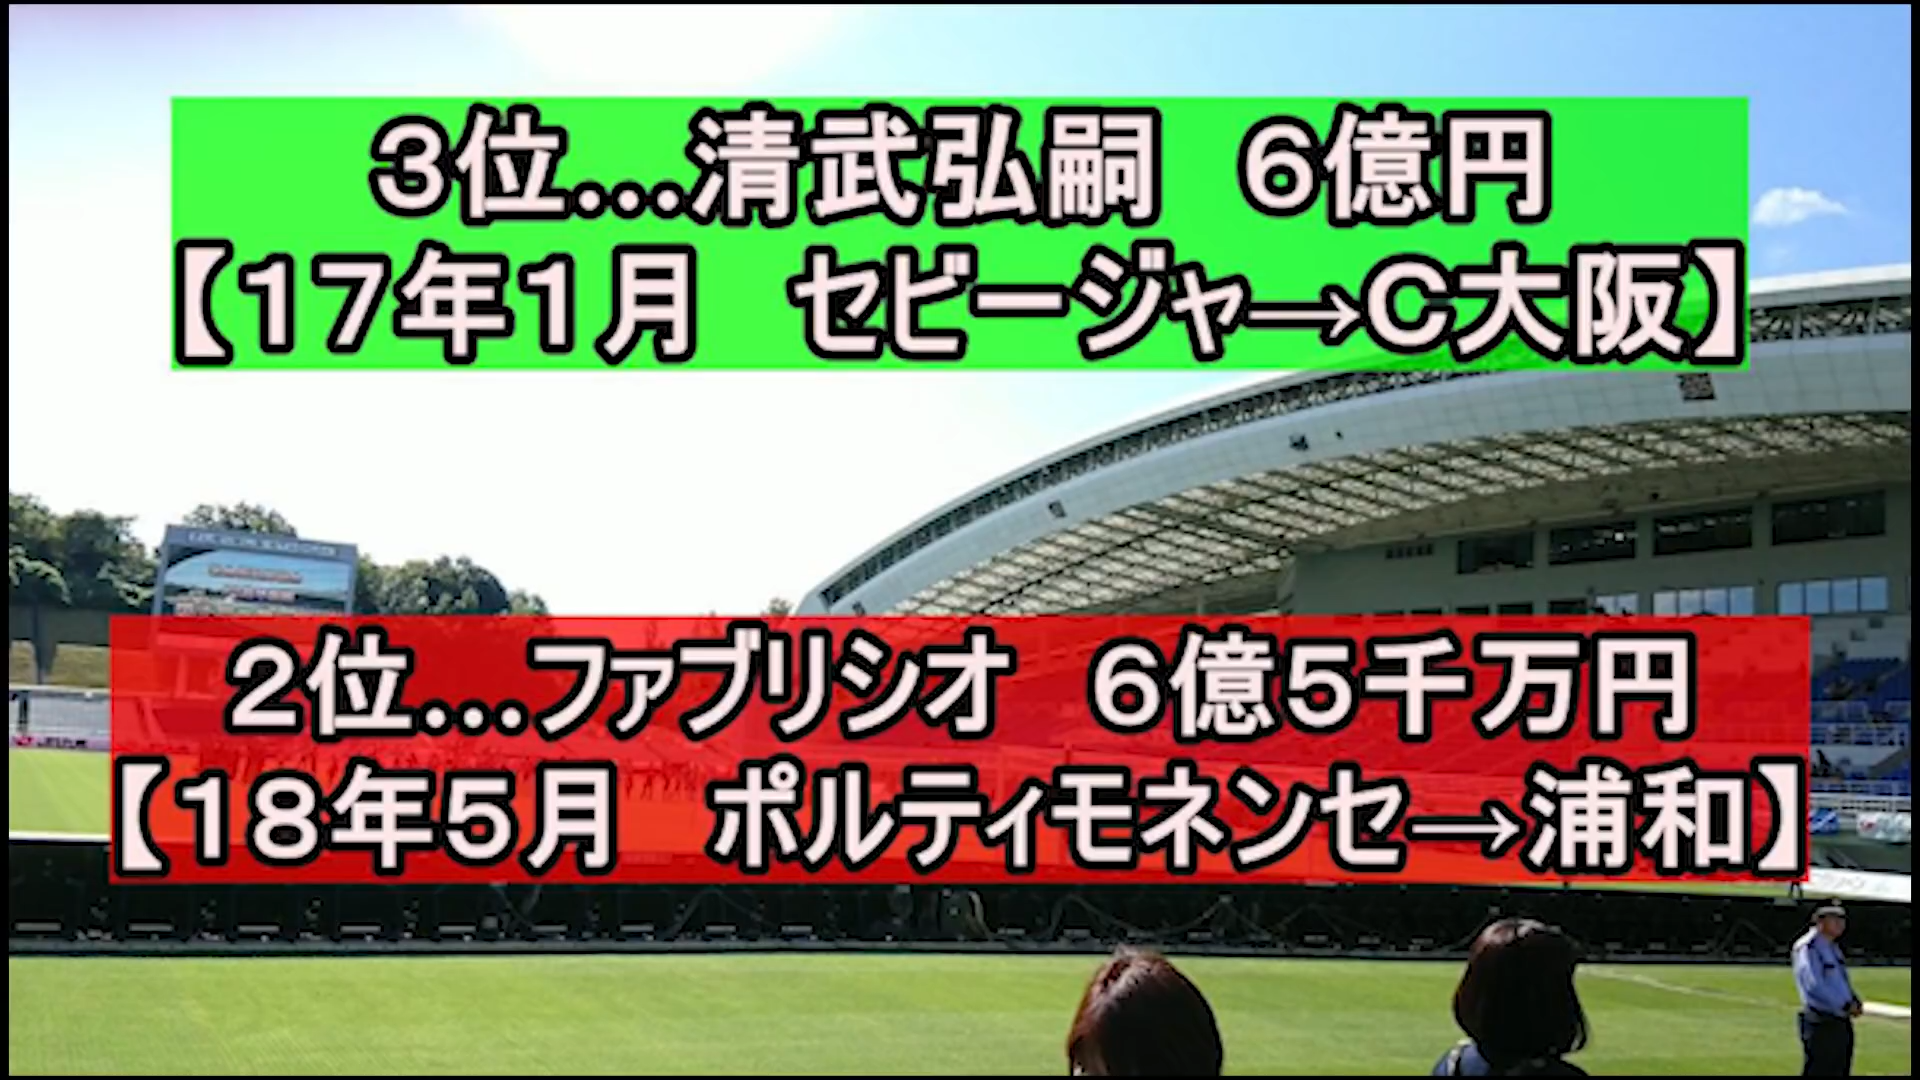 3位…清武弘嗣　6億円
【17年1月　セビージャ→C大阪】
2位…ファブリシオ　6億5千万円
【18年5月　ポルティモネンセ→浦和】